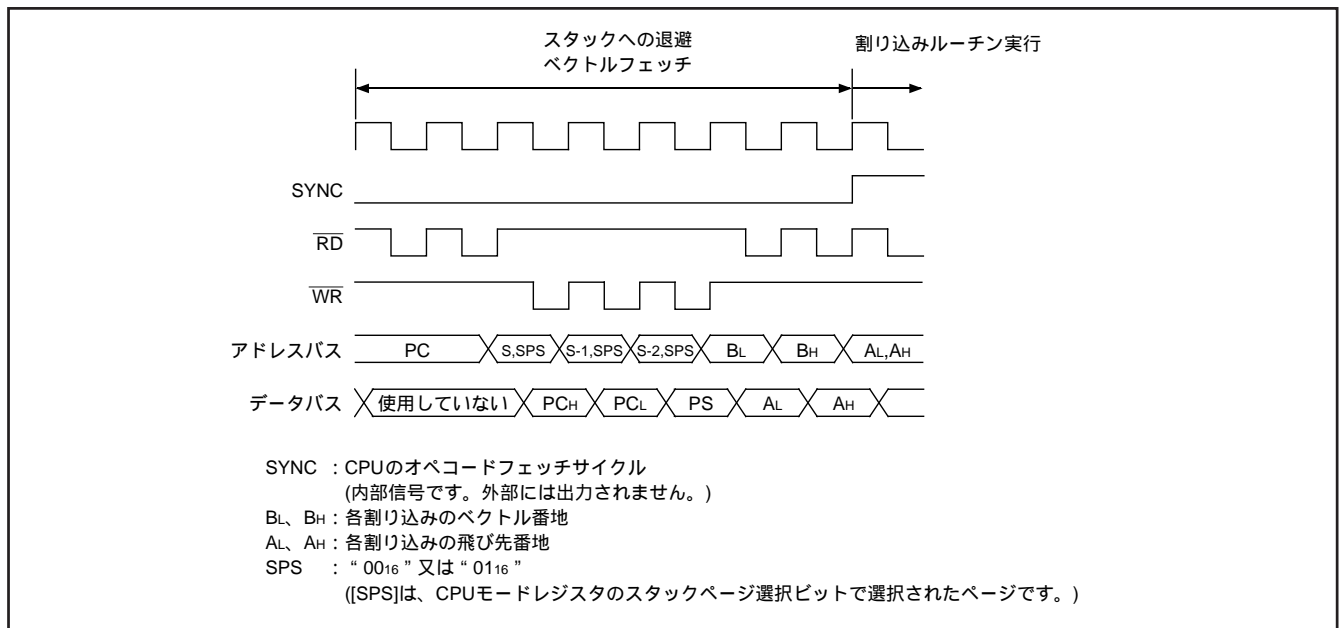 スタックへの退避
ベクトルフェッチ
割り込みルーチン実行
SYNC
RD
WR
アドレスバス PC S,SPS S-1,SPS S-2,SPS BL BH AL,AH
データバス 使用していない PCH PCL PS AL AH
SYNC : CPUのオペコードフェッチサイクル
(内部信号です。外部には出力されません。)
BL、BH : 各割り込みのベクトル番地
AL、AH : 各割り込みの飛び先番地
SPS : “ 0016 ” 又は “ 0116 ”
([SPS]は、CPUモードレジスタのスタックページ選択ビットで選択されたページです。)